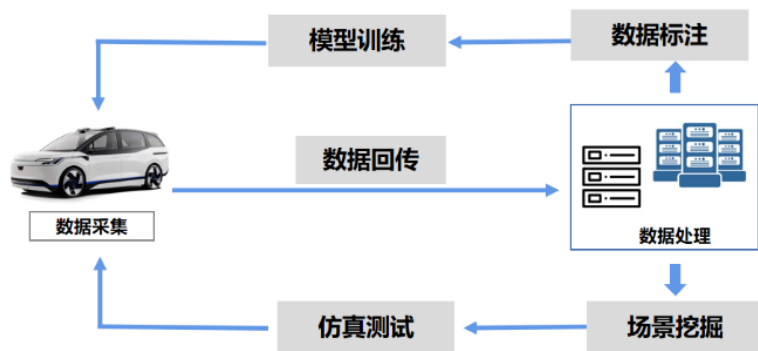 模型训练
数据标注
数据回传
数据采集
数据处理
仿真测试
场景挖掘